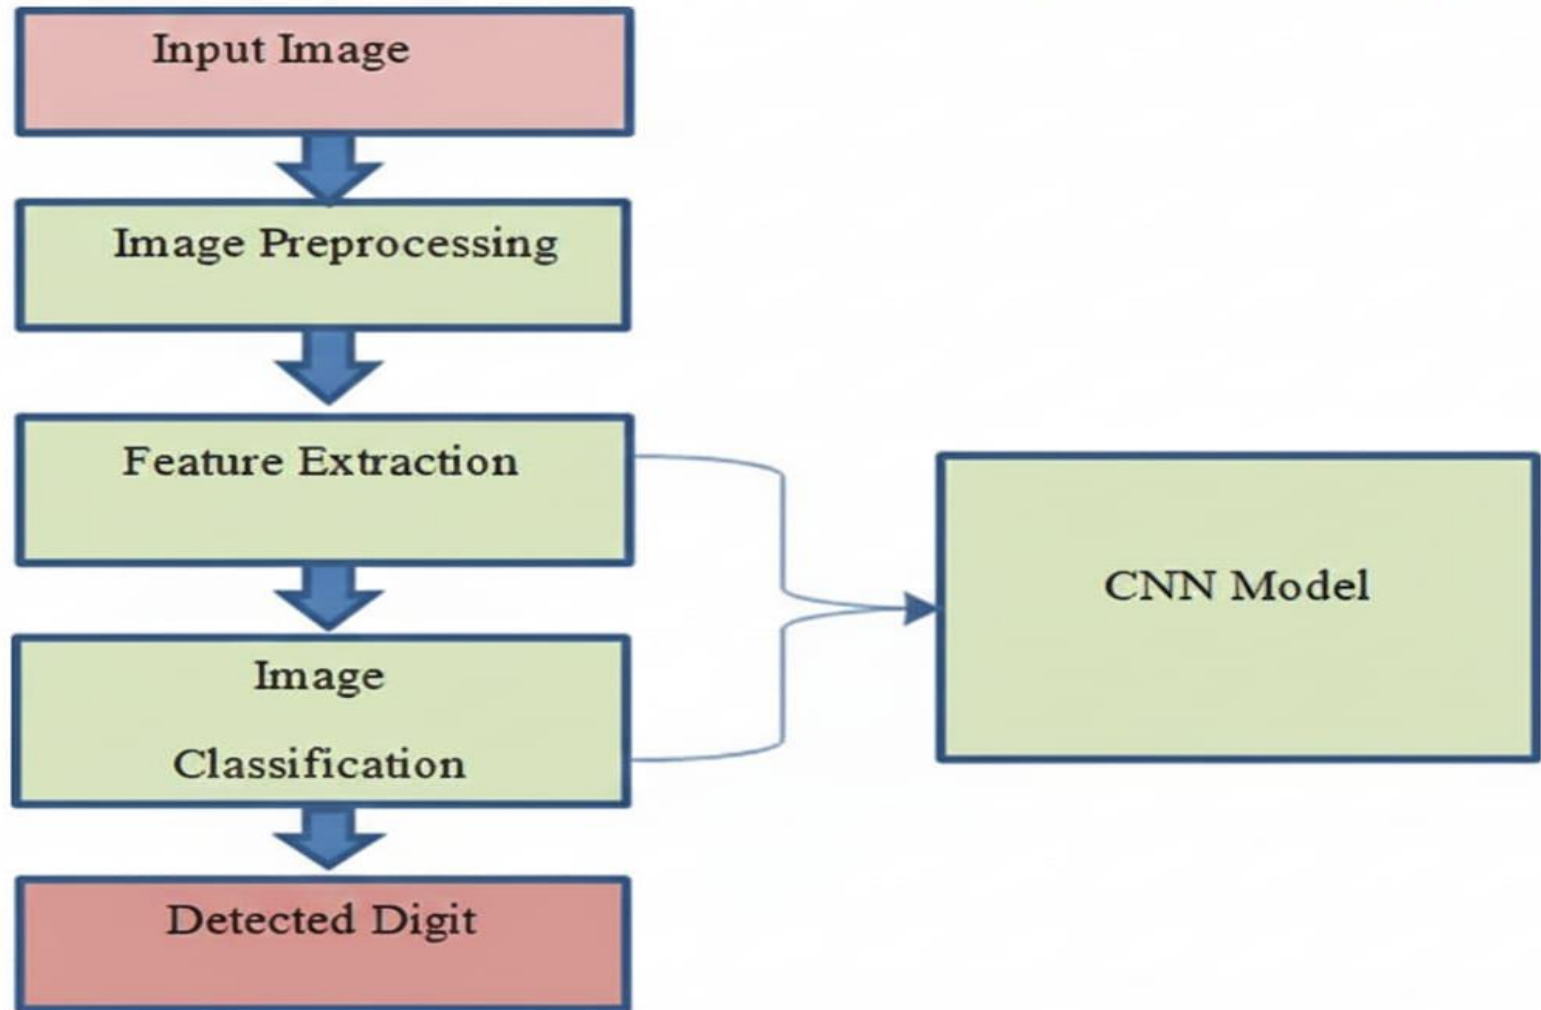 Input Image
Image Preprocessing
Feature Extraction
Image
Classification
Detected Digit
CNN Model